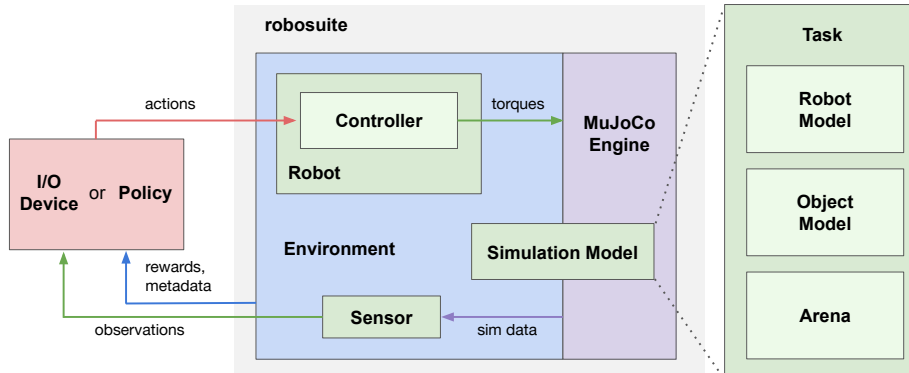 robosuite
Task
actions
Controller
torques
MuJoCo
Engine
Robot
Model
Robot
I/O
Device
or
Policy
Object
Model
Environment
Simulation Model
rewards,
metadata
Sensor
sim data
observations
Arena